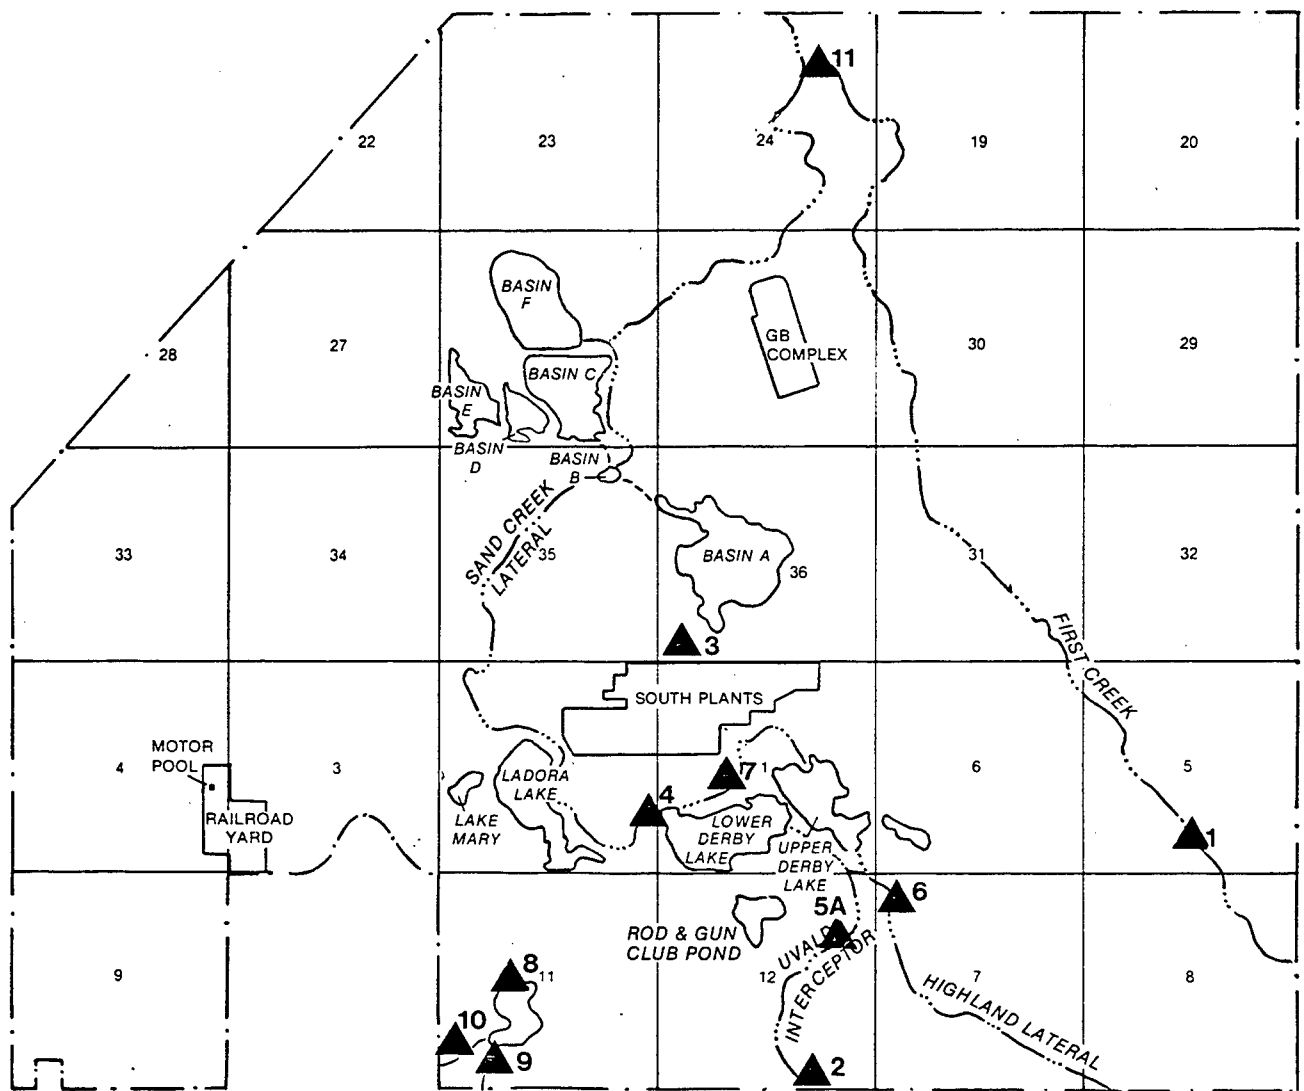 11
22
23
24
19
20
BASIN
F
GB
COMPLEX
28
27
BASIN C
30
29
BASIN
E
BASIN
D
BASIN
B
SAND CREEK
LATERAL
33
34
35
BASIN A
36
31
32
3
FIRST CREEK
SOUTH PLANTS
MOTOR
POOL
4
3
LADORA
LAKE
7
1
6
5
RAILROAD
YARD
LAKE
MARY
4
LOWER
DERBY
LAKE
UPPER
DERBY
LAKE
1
6
5A
ROD & GUN
CLUB POND
UVALDA
INTERCEPTOR
9
8
11
12
7
8
HIGHLAND LATERAL
10
9
2